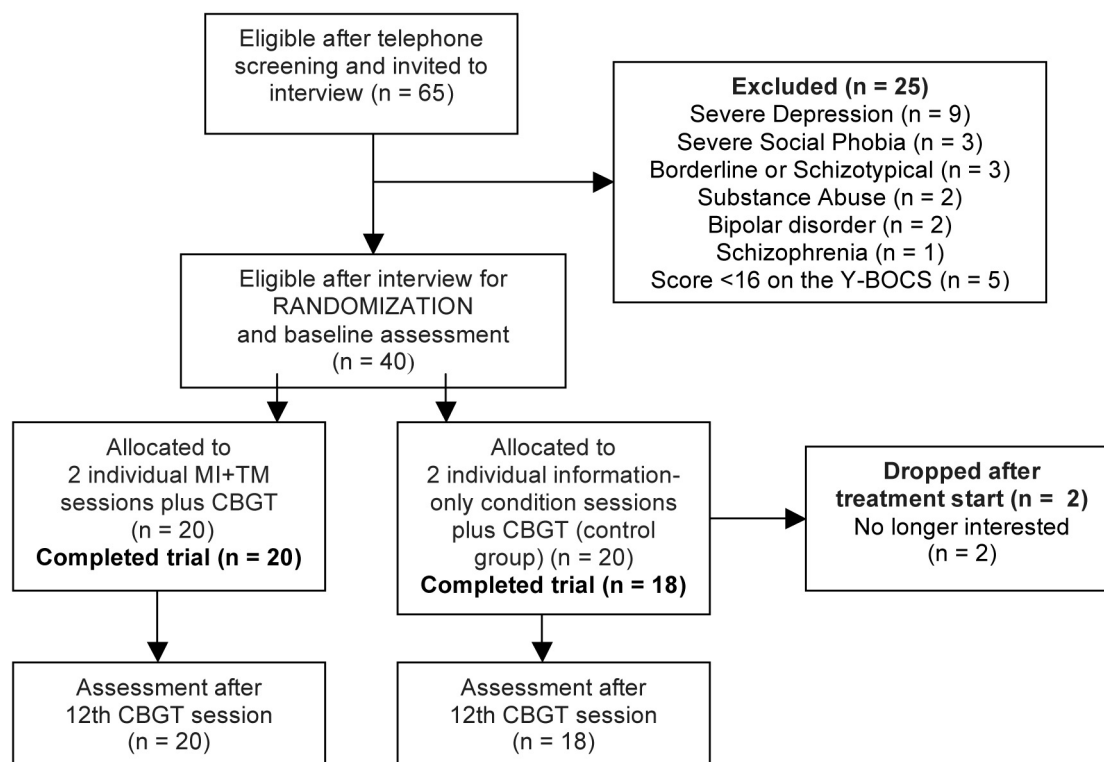 Eligible after telephone
screening and invited to
interview (n = 65)
Excluded (n = 25)
Severe Depression (n = 9)
Severe Social Phobia (n = 3)
Borderline or Schizotypical (n = 3)
Substance Abuse (n = 2)
Bipolar disorder (n = 2)
Schizophrenia (n = 1)
Score <16 on the Y-BOCS (n = 5)
Eligible after interview for
RANDOMIZATION
and baseline assessment
(n = 40)
Allocated to
2 individual MI+TM
sessions plus CBGT
(n = 20)
Completed trial (n = 20)
Allocated to
2 individual information-
only condition sessions
plus CBGT (control
group) (n = 20)
Completed trial (n = 18)
Dropped after
treatment start (n = 2)
No longer interested
(n = 2)
Assessment after
12th CBGT session
(n = 20)
Assessment after
12th CBGT session
(n = 18)